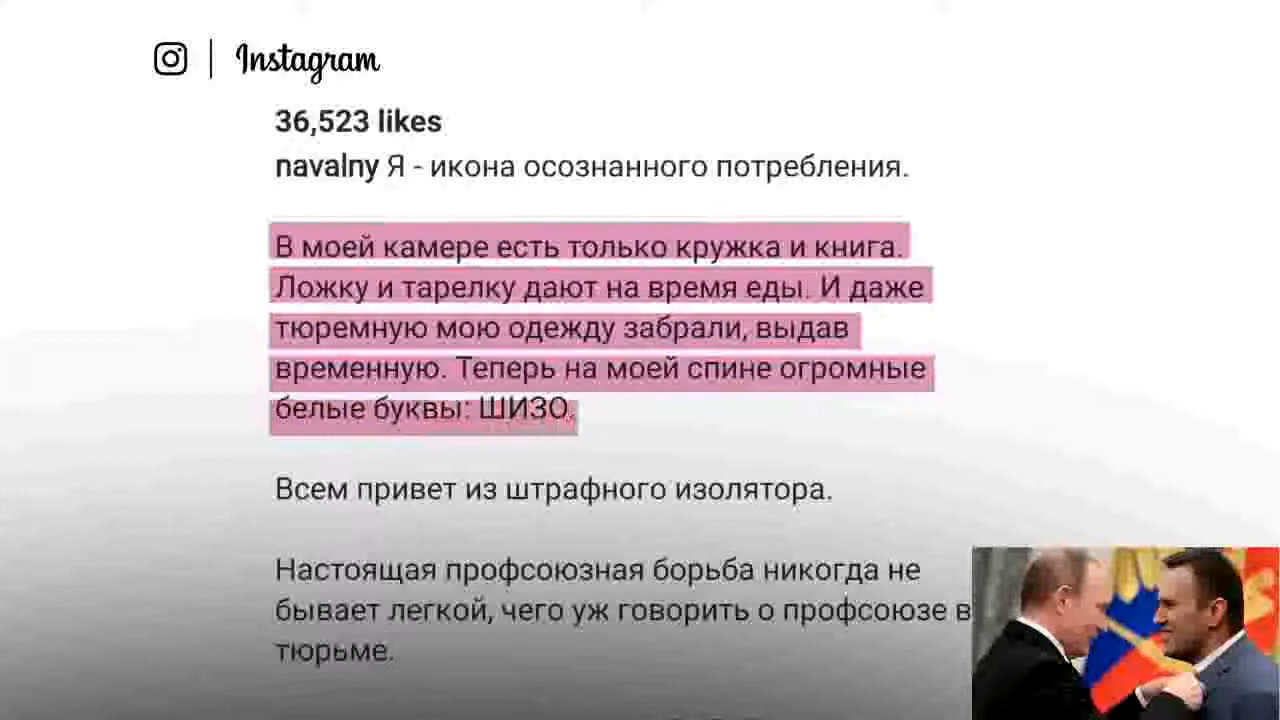 Instagram
36,523 likes
navalny Я - икона осознанного потребления.
В моей камере есть только кружка и книга.
Ложку и тарелку дают на время еды. И даже
тюремную мою одежду забрали, выдав
временную. Теперь на моей спине огромные
белые буквы: ШИЗО.
Всем привет из штрафного изолятора.
Настоящая профсоюзная борьба никогда не
бывает легкой, чего уж говорить о профсоюзе в
тюрьме.